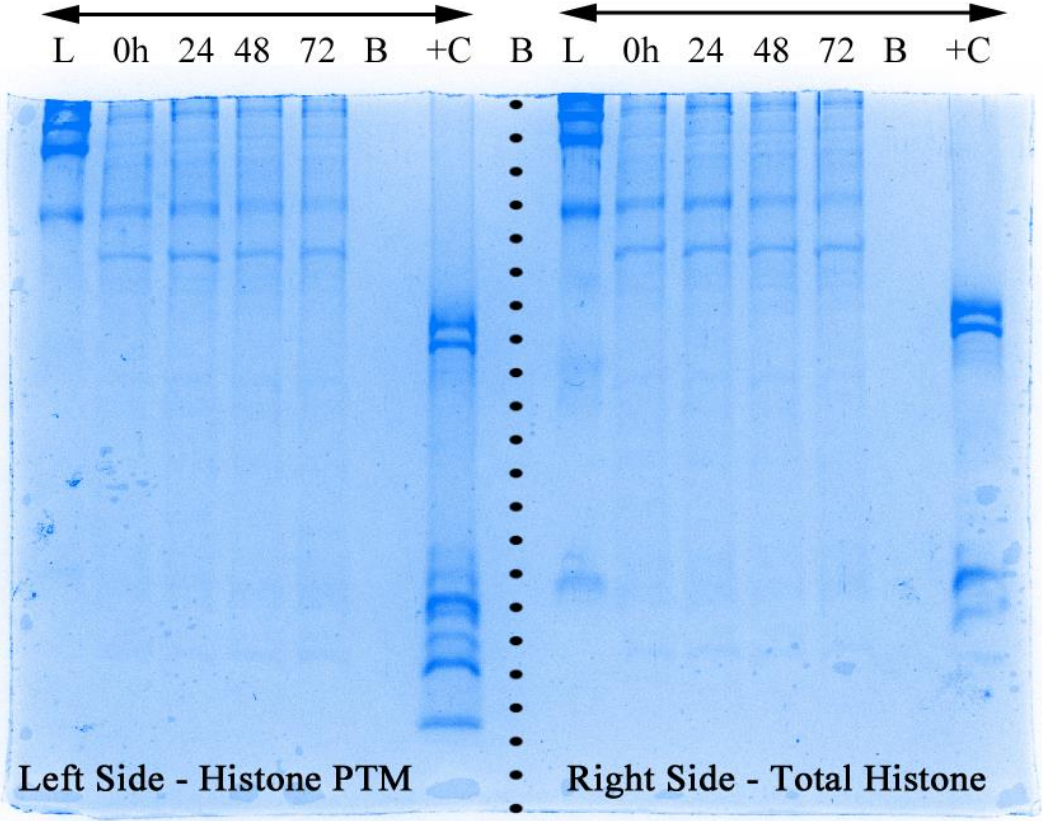 L 0h 24 48 72 B +C B L 0h 24 48 72 B +C
Left Side - Histone PTM Right Side - Total Histone